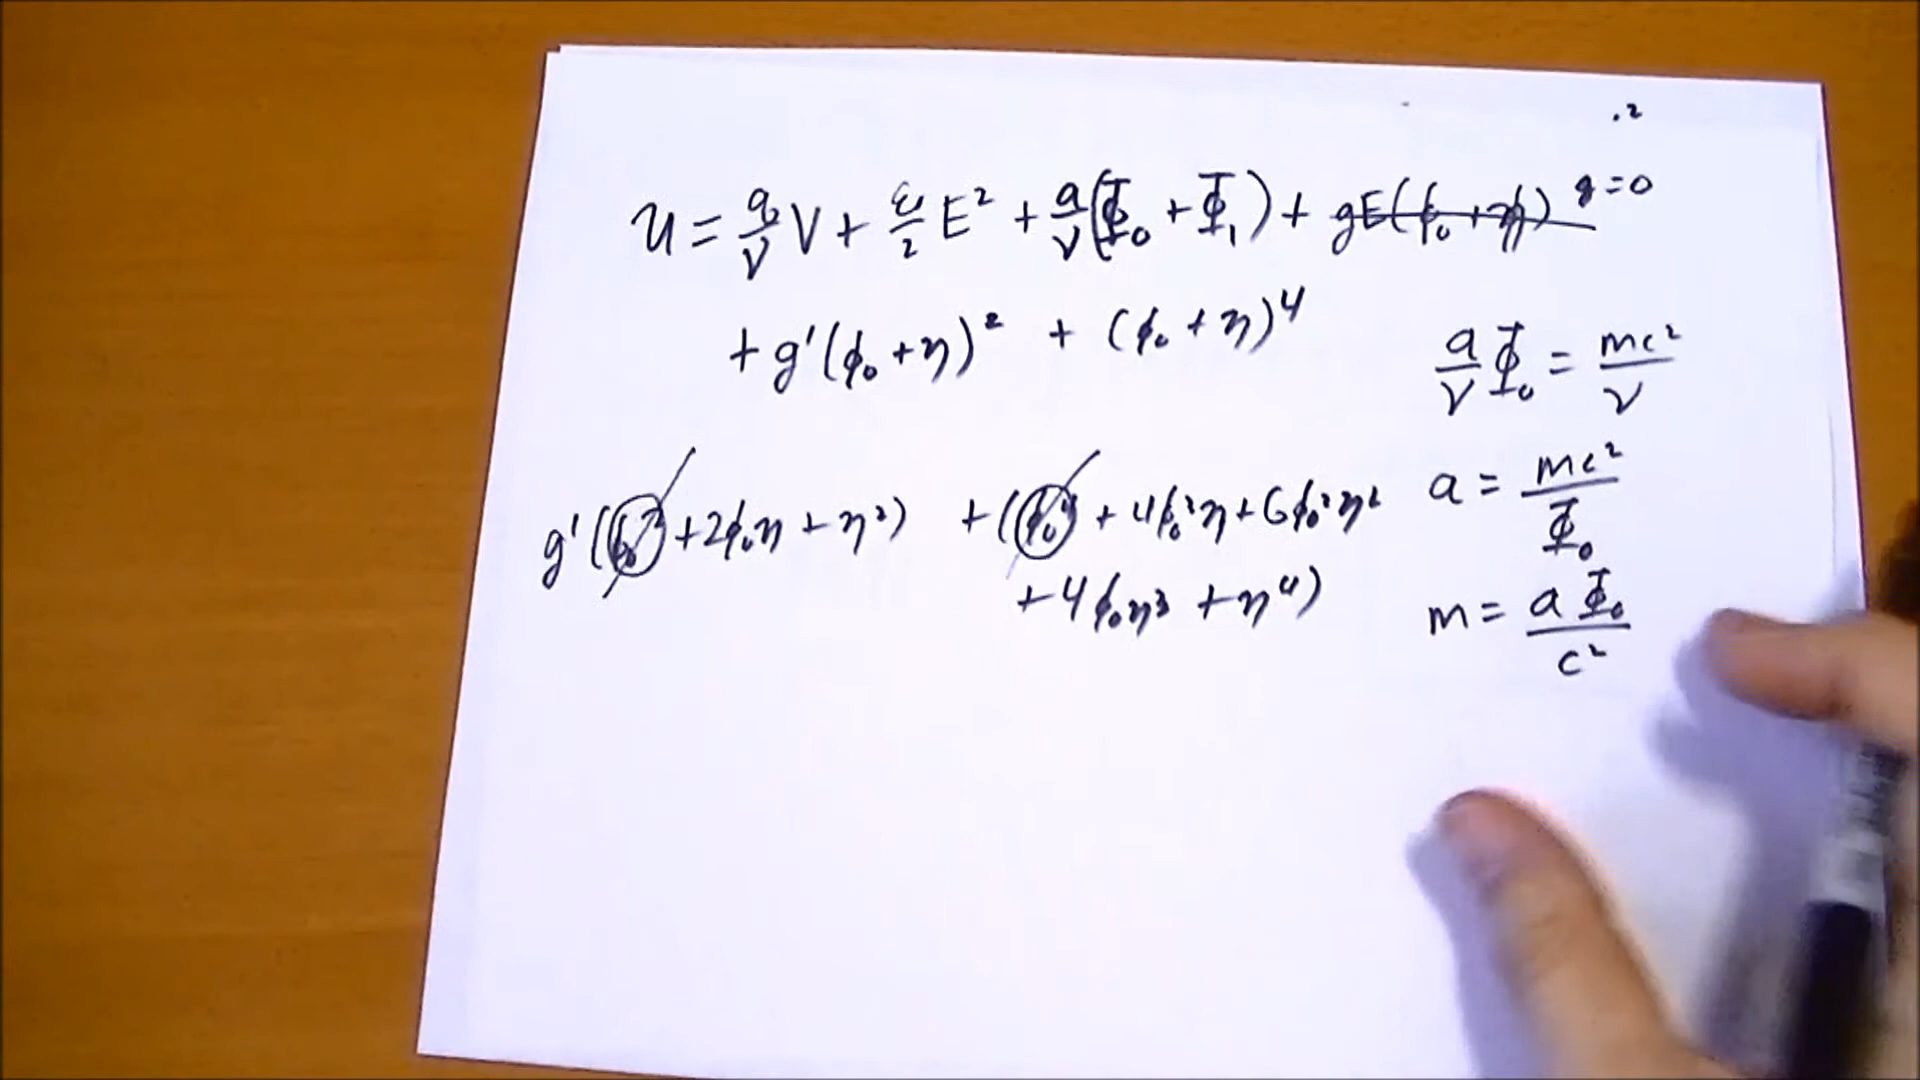 .2
u = q/v V + ε/2 E² + a/v (Φ₀ + Φ₁) + gE(ϕ₀ + η) g = 0
+ g'(ϕ₀ + η)² + (ϕ₀ + η)⁴
a/v Φ₀ = mc²/v
g'(ϕ₀² + 2ϕ₀η + η²) + (ϕ₀⁴ + 4ϕ₀³η + 6ϕ₀²η²
+ 4ϕ₀η³ + η⁴)
a = mc²/Φ₀
m = aΦ₀/c²